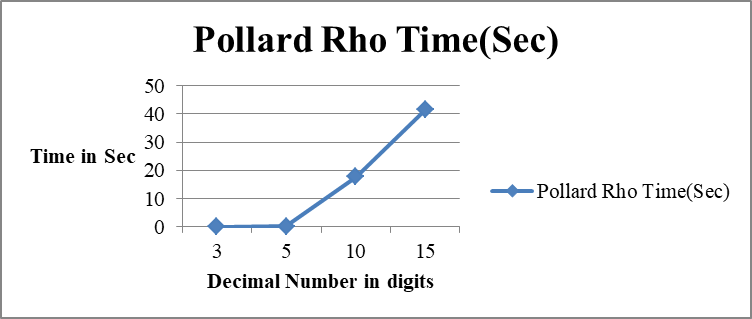 Pollard Rho Time(Sec)
50
40
30
20
10
0
Time in Sec
3 5 10 15
Decimal Number in digits
Pollard Rho Time(Sec)